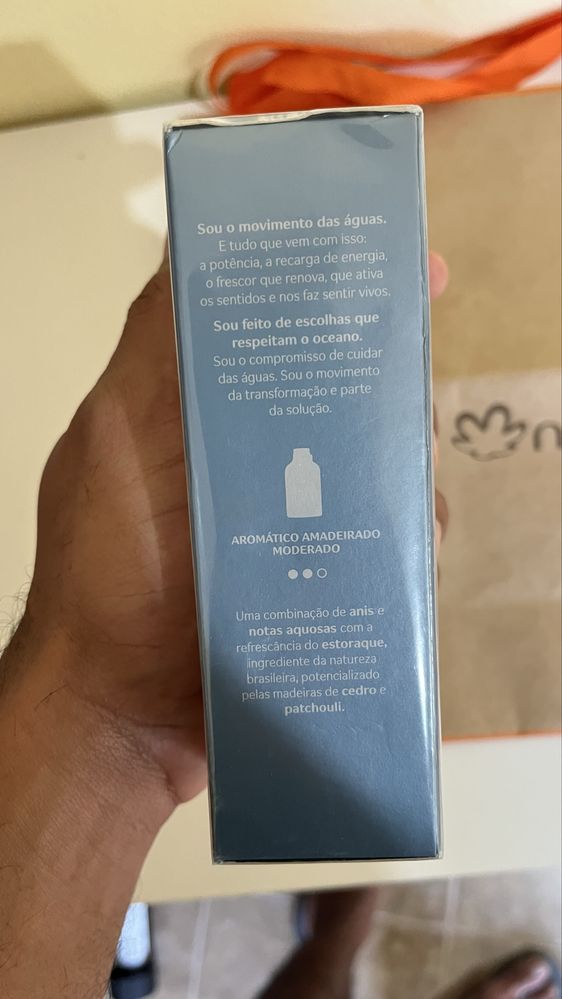 Sou o movimento das águas.
E tudo que vem com isso:
a potência, a recarga de energia,
o frescor que renova, que ativa
os sentidos e nos faz sentir vivos.
Sou feito de escolhas que
respeitam o oceano.
Sou o compromisso de cuidar
das águas. Sou o movimento
da transformação e parte
da solução.
AROMÁTICO AMADEIRADO
MODERADO
Uma combinação de anis e
notas aquosas com a
refrescância do estoraque,
ingrediente da natureza
brasileira, potencializado
pelas madeiras de cedro e
patchouli.